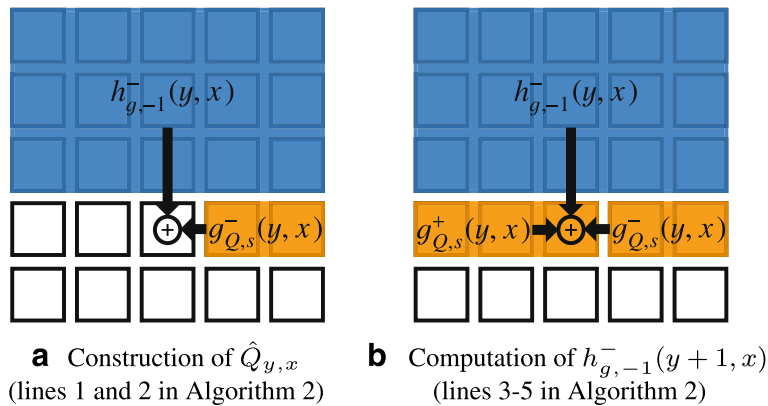 h⁻_{g,−1}(y, x)
h⁻_{g,−1}(y, x)
+ g⁻_{Q,s}(y, x)
g⁺_{Q,s}(y, x) + g⁻_{Q,s}(y, x)
a Construction of Q̂_{y,x}
(lines 1 and 2 in Algorithm 2)
b Computation of h⁻_{g,−1}(y + 1, x)
(lines 3-5 in Algorithm 2)